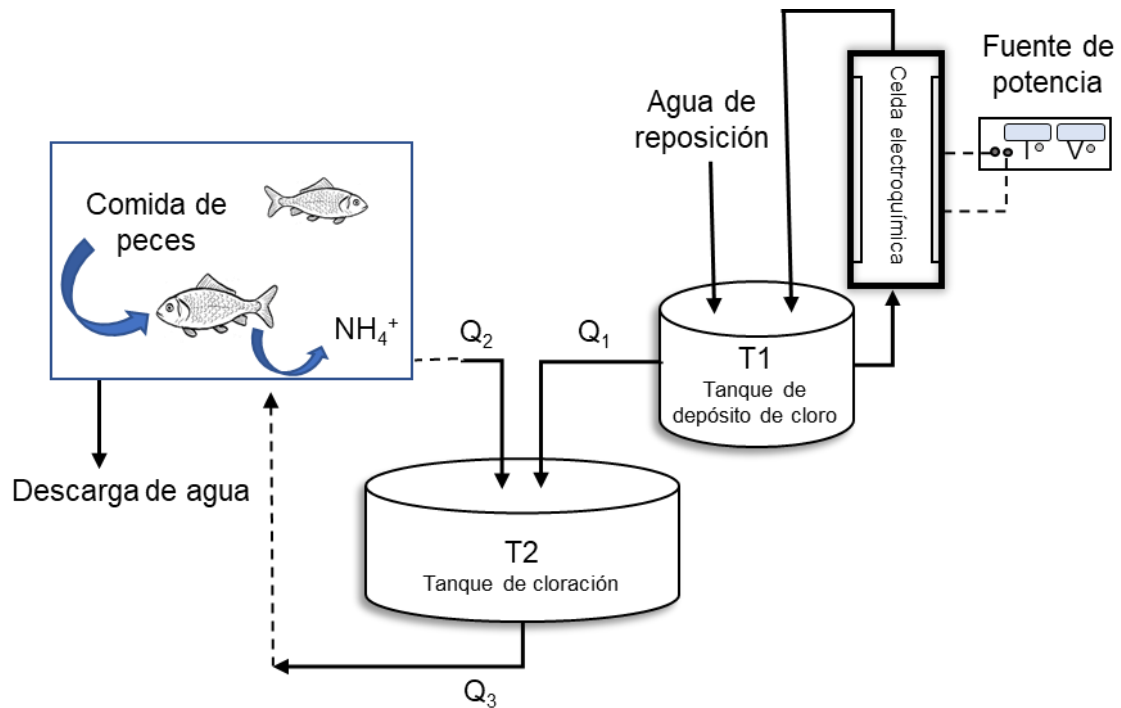 Fuente de
potencia
Celda electroquímica
I
V
Agua de
reposición
Comida de
peces
NH₄⁺
Q₂
Q₁
T1
Tanque de
depósito de cloro
Descarga de agua
T2
Tanque de cloración
Q₃